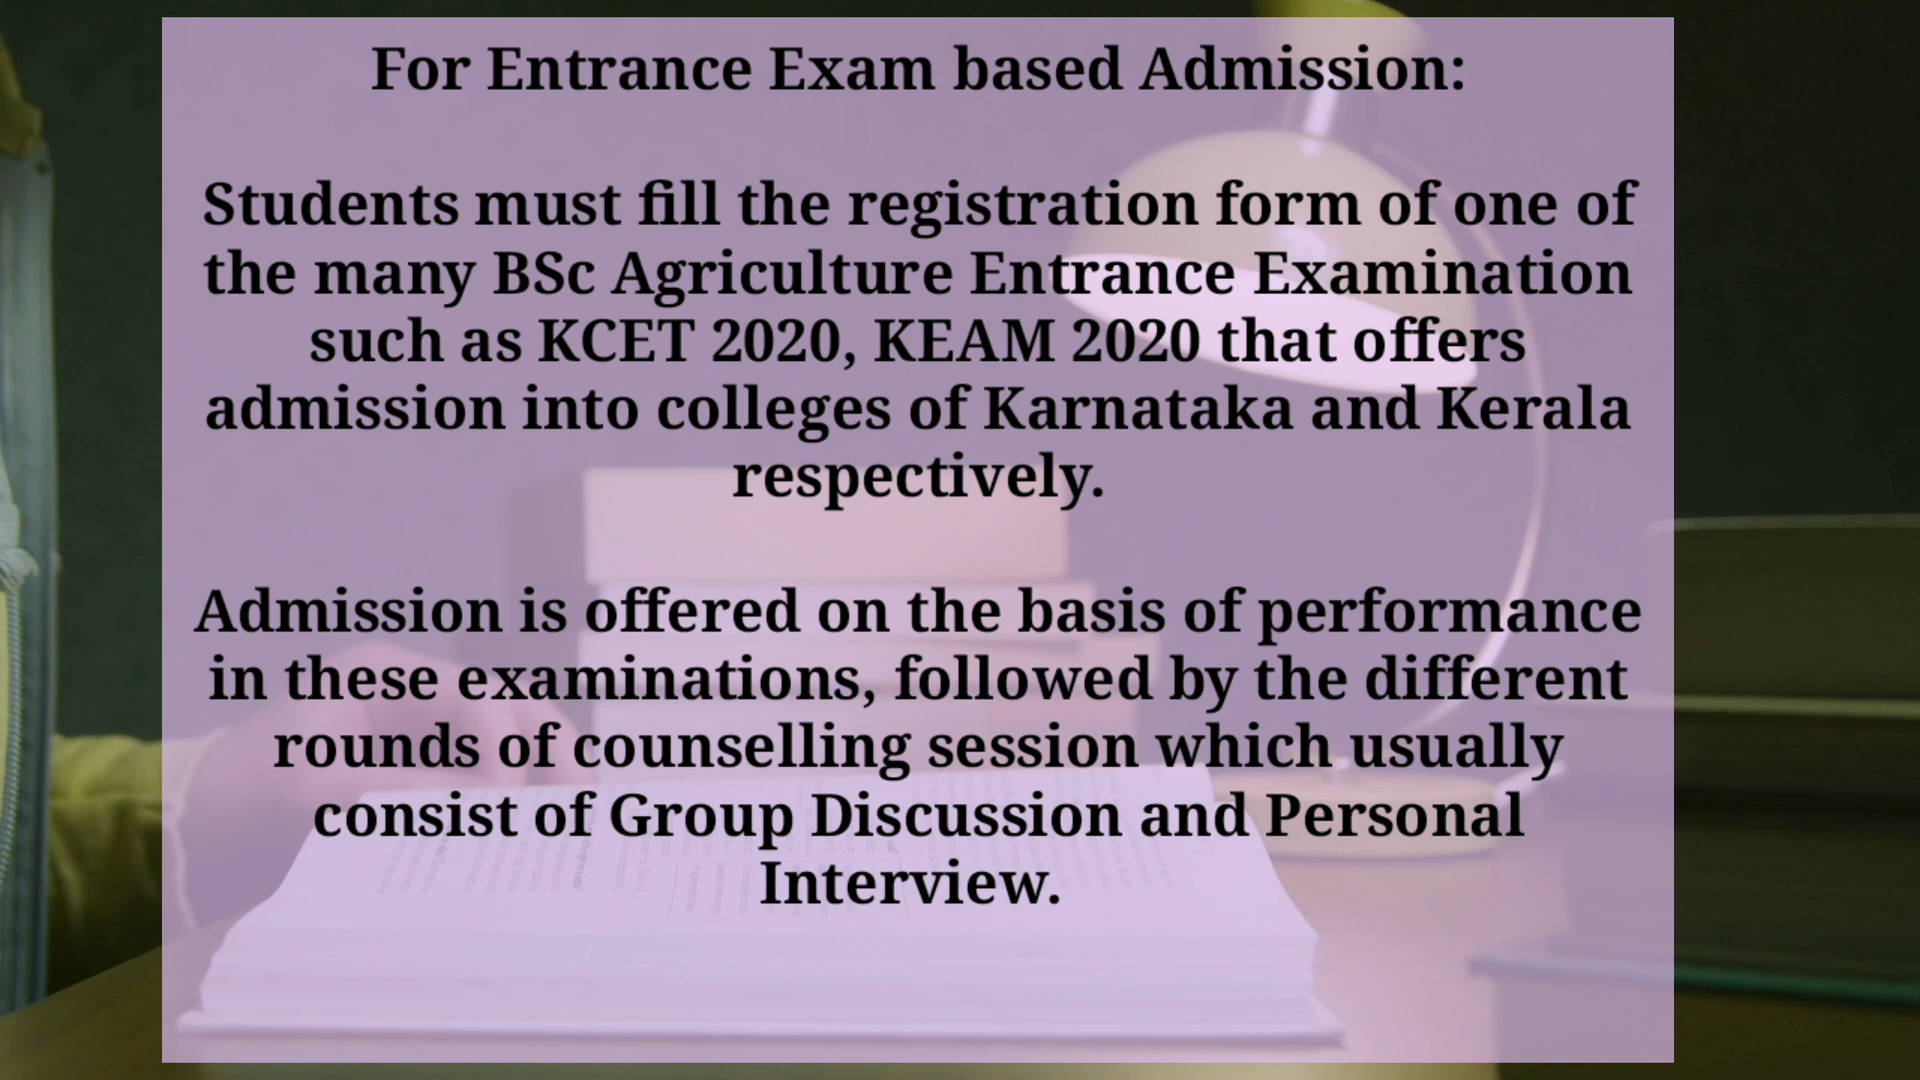 For Entrance Exam based Admission:
Students must fill the registration form of one of
the many BSc Agriculture Entrance Examination
such as KCET 2020, KEAM 2020 that offers
admission into colleges of Karnataka and Kerala
respectively.
Admission is offered on the basis of performance
in these examinations, followed by the different
rounds of counselling session which usually
consist of Group Discussion and Personal
Interview.